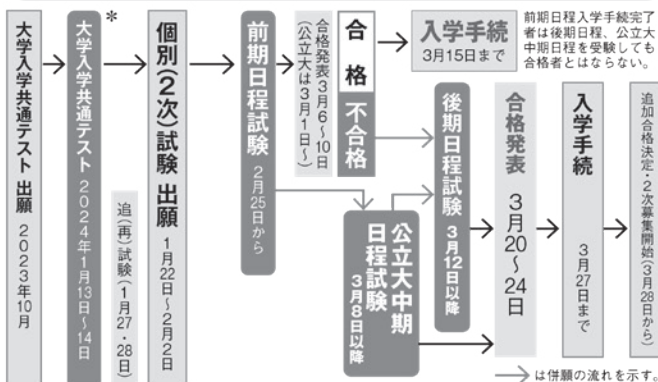 大学入学共通テスト 出願 2023年10月
大学入学共通テスト 2024年1月13日〜14日
*
追(再)試験(1月27・28日)
個別(2次)試験 出願 1月22日〜2月2日
前期日程試験 2月25日から
合格発表3月6〜10日
(公立大は3月1日〜)
合格
不合格
入学手続
3月15日まで
前期日程入学手続完了
者は後期日程、公立大
中期日程を受験しても
合格者とはならない。
公立大中期
日程試験
3月8日以降
後期日程試験 3月12日以降
合格発表 3月20〜24日
入学手続 3月27日まで
追加合格決定・2次募集開始(3月28日から)
は併願の流れを示す。